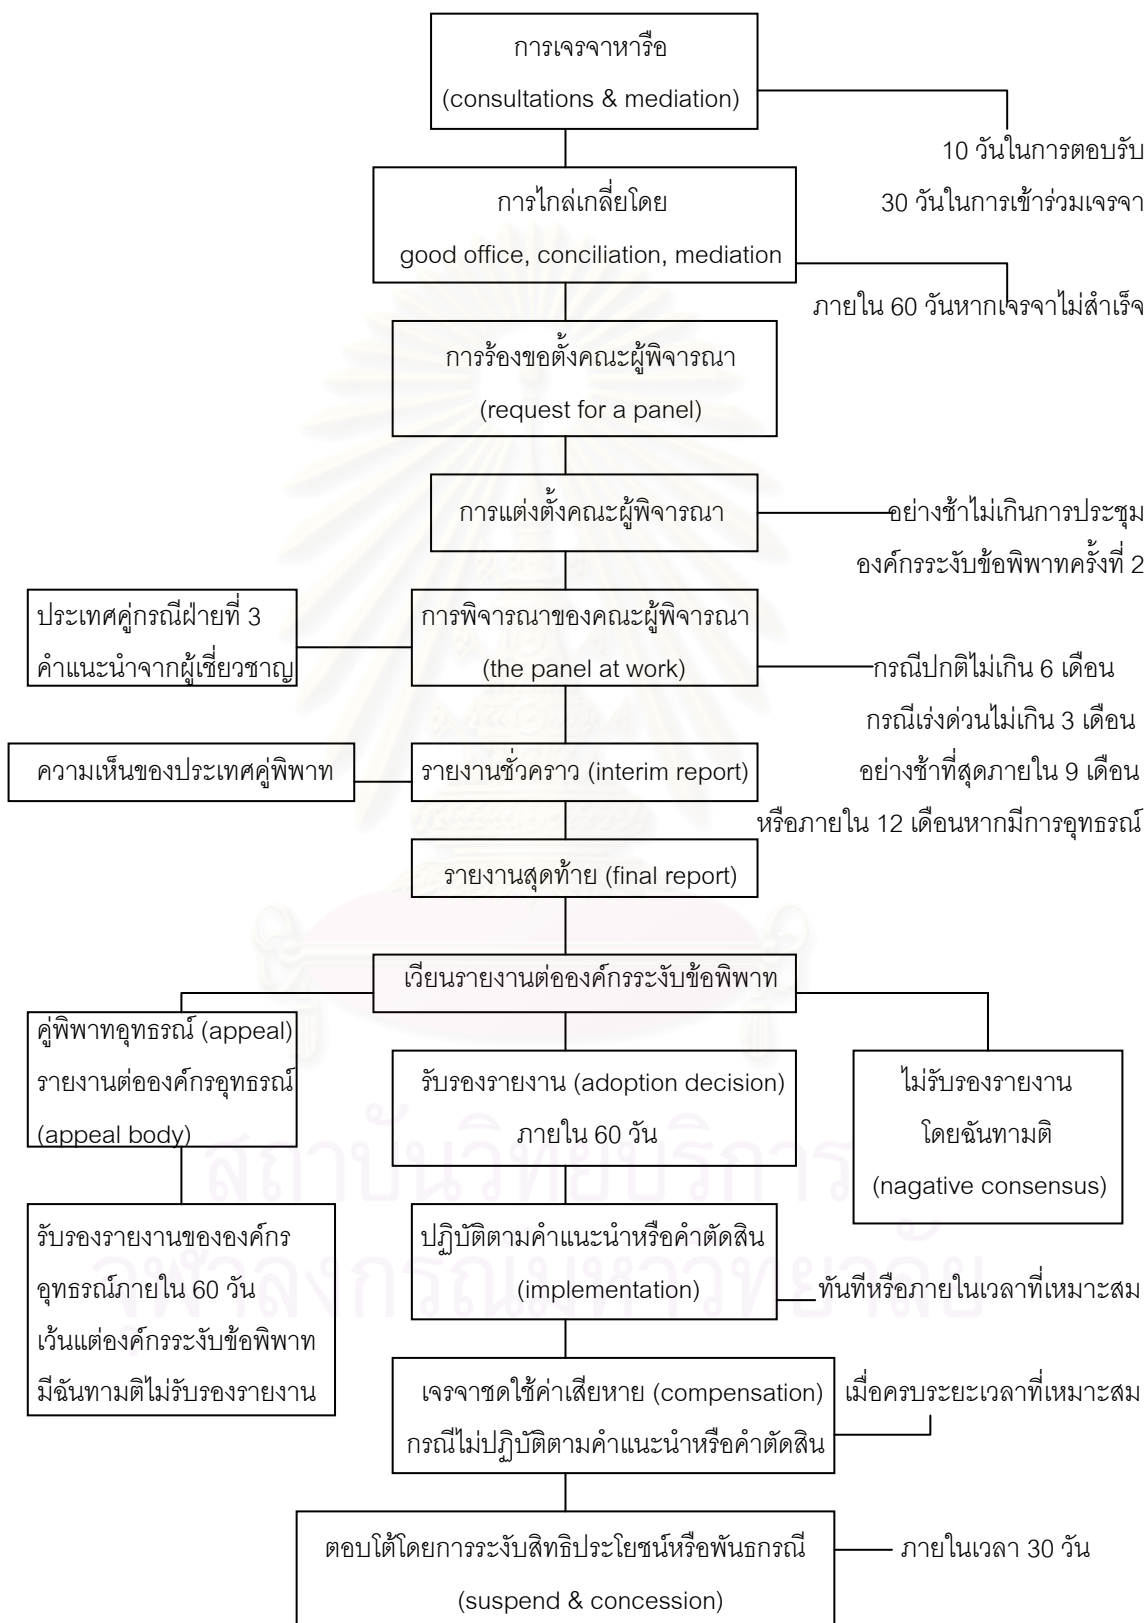 การเจรจาหารือ
(consultations & mediation)
10 วันในการตอบรับ
30 วันในการเข้าร่วมเจรจา
การไกล่เกลี่ยโดย
good office, conciliation, mediation
ภายใน 60 วันหากเจรจาไม่สำเร็จ
การร้องขอตั้งคณะผู้พิจารณา
(request for a panel)
การแต่งตั้งคณะผู้พิจารณา
อย่างช้าไม่เกินการประชุม
องค์กรระงับข้อพิพาทครั้งที่ 2
ประเทศคู่กรณีฝ่ายที่ 3
คำแนะนำจากผู้เชี่ยวชาญ
การพิจารณาของคณะผู้พิจารณา
(the panel at work)
กรณีปกติไม่เกิน 6 เดือน
กรณีเร่งด่วนไม่เกิน 3 เดือน
อย่างช้าที่สุดภายใน 9 เดือน
หรือภายใน 12 เดือนหากมีการอุทธรณ์
ความเห็นของประเทศคู่พิพาท
รายงานชั่วคราว (interim report)
รายงานสุดท้าย (final report)
เวียนรายงานต่อองค์กรระงับข้อพิพาท
คู่พิพาทอุทธรณ์ (appeal)
รายงานต่อองค์กรอุทธรณ์
(appeal body)
รับรองรายงาน (adoption decision)
ภายใน 60 วัน
ไม่รับรองรายงาน
โดยฉันทามติ
(nagative consensus)
รับรองรายงานขององค์กร
อุทธรณ์ภายใน 60 วัน
เว้นแต่องค์กรระงับข้อพิพาท
มีฉันทามติไม่รับรองรายงาน
ปฏิบัติตามคำแนะนำหรือคำตัดสิน
(implementation)
ทันทีหรือภายในเวลาที่เหมาะสม
เจรจาชดใช้ค่าเสียหาย (compensation)
กรณีไม่ปฏิบัติตามคำแนะนำหรือคำตัดสิน
เมื่อครบระยะเวลาที่เหมาะสม
ตอบโต้โดยการระงับสิทธิประโยชน์หรือพันธกรณี
(suspend & concession)
ภายในเวลา 30 วัน
สถาบันวิทยบริการ
จุฬาลงกรณ์มหาวิทยาลัย